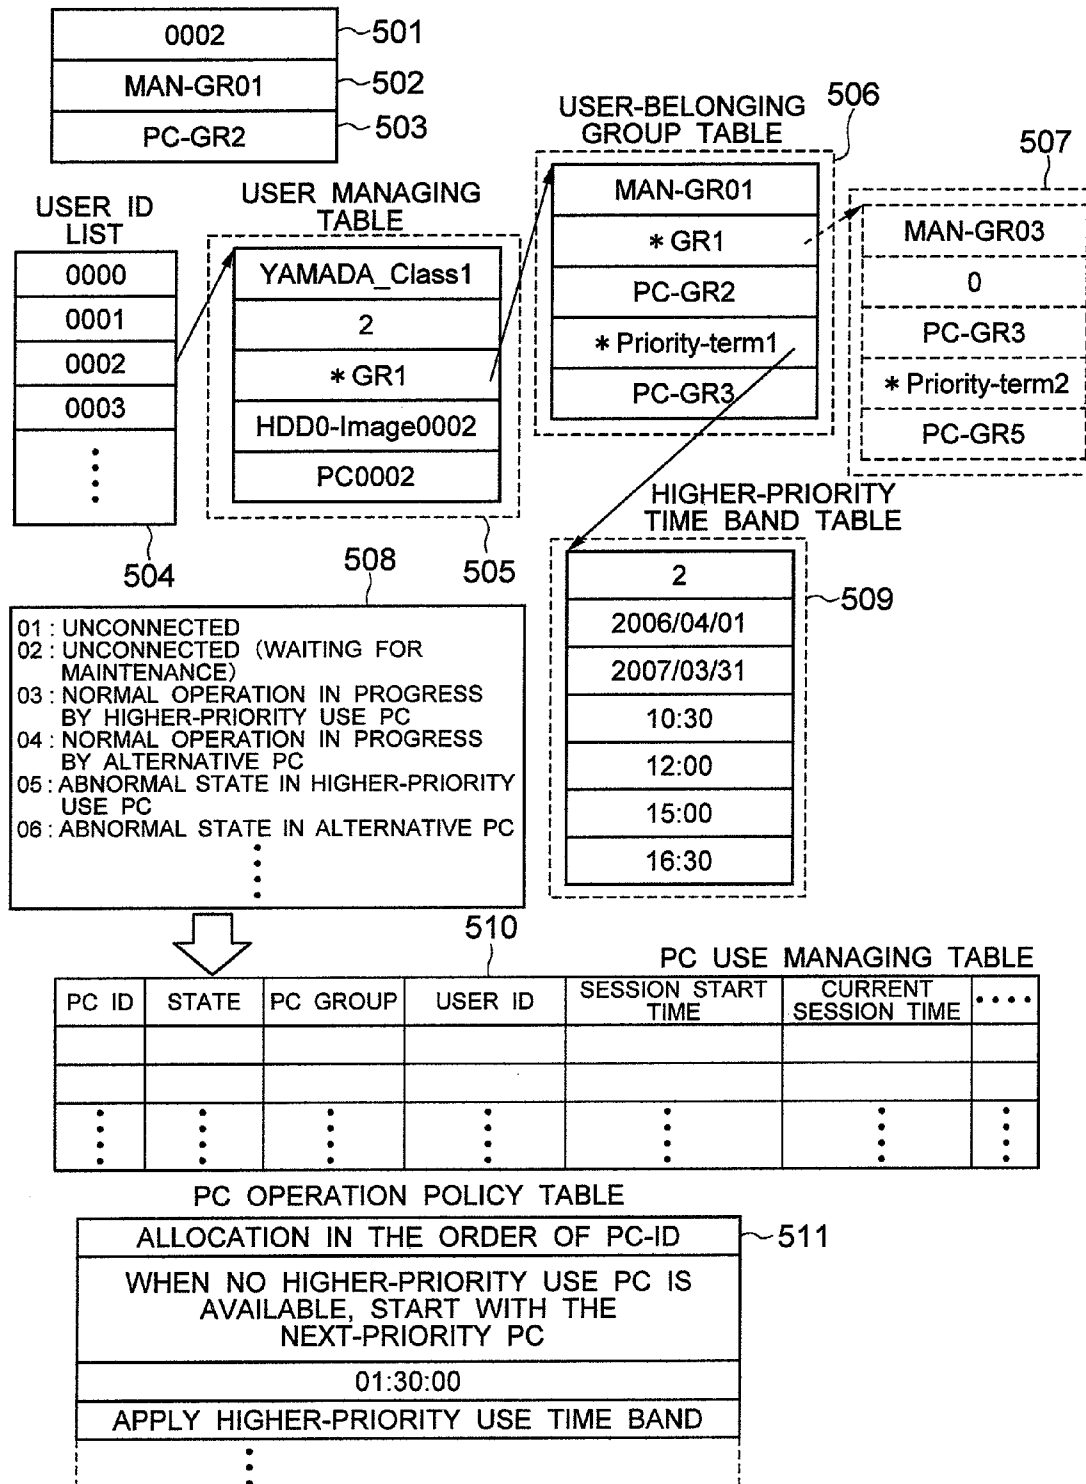 0002
501
MAN-GR01
502
PC-GR2
503
USER ID
LIST
0000
0001
0002
0003
504
USER MANAGING
TABLE
YAMADA_Class1
2
* GR1
HDD0-Image0002
PC0002
505
USER-BELONGING
GROUP TABLE
506
MAN-GR01
* GR1
PC-GR2
* Priority-term1
PC-GR3
507
MAN-GR03
0
PC-GR3
* Priority-term2
PC-GR5
HIGHER-PRIORITY
TIME BAND TABLE
2
2006/04/01
2007/03/31
10:30
12:00
15:00
16:30
509
508
01 : UNCONNECTED
02 : UNCONNECTED (WAITING FOR
MAINTENANCE)
03 : NORMAL OPERATION IN PROGRESS
BY HIGHER-PRIORITY USE PC
04 : NORMAL OPERATION IN PROGRESS
BY ALTERNATIVE PC
05 : ABNORMAL STATE IN HIGHER-PRIORITY
USE PC
06 : ABNORMAL STATE IN ALTERNATIVE PC
510
PC USE MANAGING TABLE
PC ID STATE PC GROUP USER ID SESSION START TIME CURRENT SESSION TIME ....
PC OPERATION POLICY TABLE
ALLOCATION IN THE ORDER OF PC-ID
511
WHEN NO HIGHER-PRIORITY USE PC IS
AVAILABLE, START WITH THE
NEXT-PRIORITY PC
01:30:00
APPLY HIGHER-PRIORITY USE TIME BAND